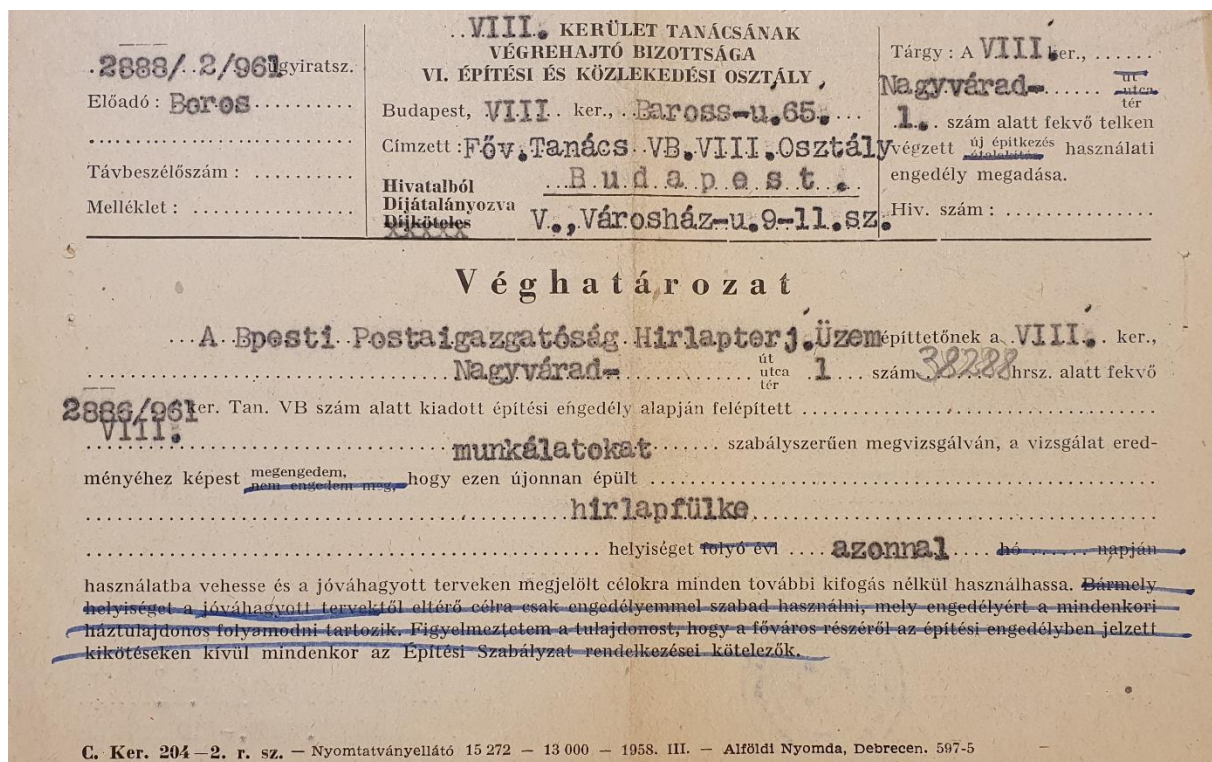 2888/ 2/961 ügyiratsz.
Előadó : Boros
Távbeszélőszám :
Melléklet :
VIII. KERÜLET TANÁCSÁNAK
VÉGREHAJTÓ BIZOTTSÁGA
VI. ÉPÍTÉSI ÉS KÖZLEKEDÉSI OSZTÁLY
Budapest, VIII ker., Baross-u.65.
Címzett : Főv.Tanács VB.VIII.Osztály
Hivatalból
Díjátalányozva
Díjköteles
XXXXX
Budapest.
V.,Városház-u.9-11.sz.
Tárgy : A VIII ker.,
Nagyvárad- út
utca
tér
1. szám alatt fekvő telken
végzett új építkezés
átalakítás használati
engedély megadása.
Hiv. szám :
Véghatározat
A Bpesti Postaigazgatóság Hirlapterj.Üzem építtetőnek a VIII. ker.,
Nagyvárad- út
utca
tér 1 szám 38288 hrsz. alatt fekvő
2886/961 ker. Tan. VB szám alatt kiadott építési engedély alapján felépített
VIII.
munkálatokat szabályszerűen megvizsgálván, a vizsgálat ered-
ményéhez képest megengedem,
nem engedem meg, hogy ezen újonnan épült
hirlapfülke
helyiséget folyó évi azonnal hó napján
használatba vehesse és a jóváhagyott terveken megjelölt célokra minden további kifogás nélkül használhassa. Bármely
helyiséget a jóváhagyott tervektől eltérő célra csak engedélyemmel szabad használni, mely engedélyért a mindenkori
háztulajdonos folyamodni tartozik. Figyelmeztetem a tulajdonost, hogy a főváros részéről az építési engedélyben jelzett
kikötéseken kívül mindenkor az Építési Szabályzat rendelkezései kötelezők.
C. Ker. 204—2. r. sz. — Nyomtatványellátó 15 272 — 13 000 — 1958. III. — Alföldi Nyomda, Debrecen. 597-5